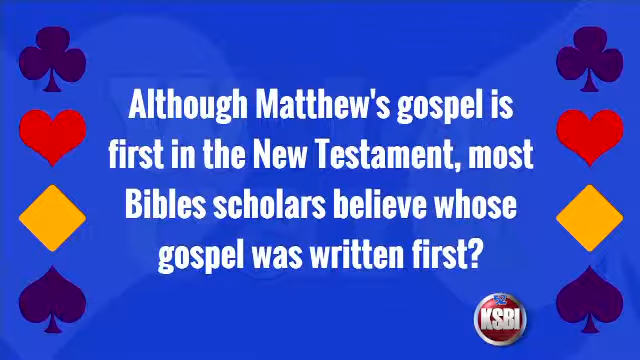 Although Matthew's gospel is
first in the New Testament, most
Bibles scholars believe whose
gospel was written first?
52
KSBI